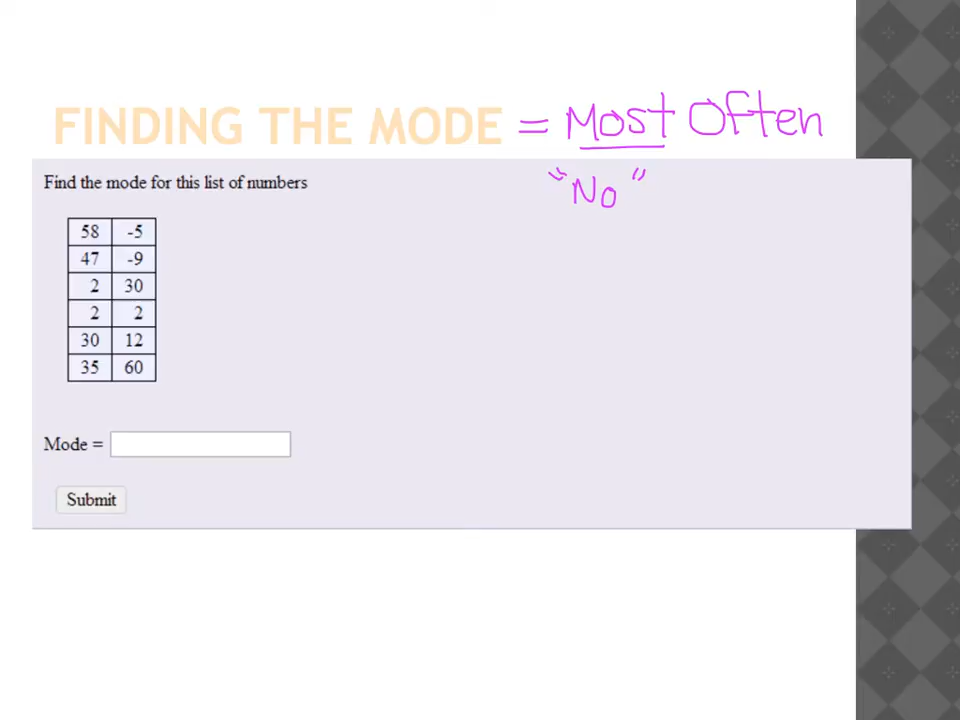 FINDING THE MODE = Most Often
"No"
Find the mode for this list of numbers
58 -5
47 -9
2 30
2 2
30 12
35 60
Mode =
Submit